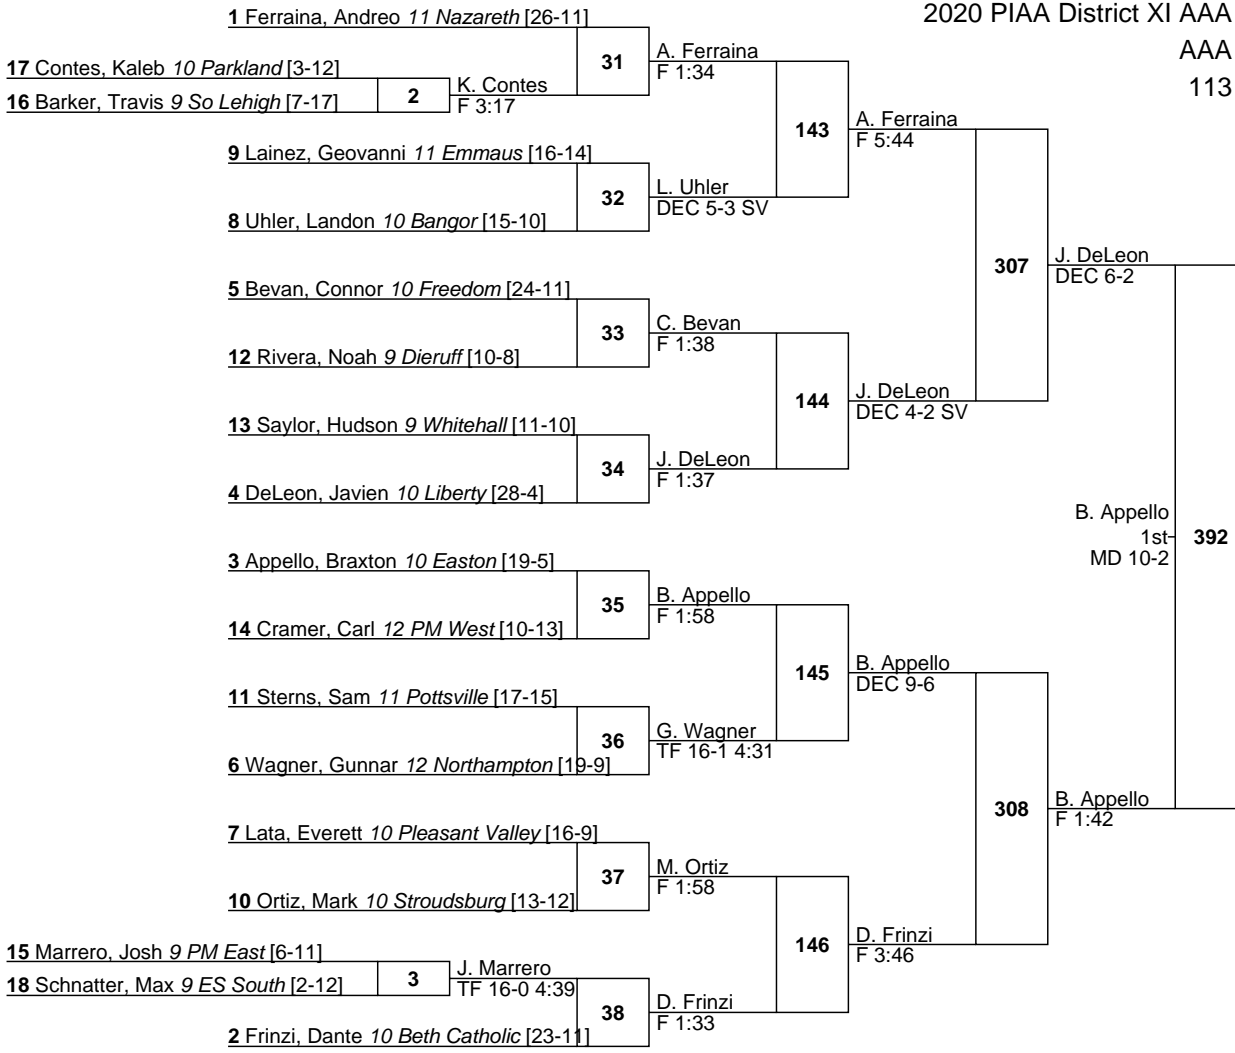 2020 PIAA District XI AAA
AAA
113
1 Ferraina, Andreo 11 Nazareth [26-11]
31
A. Ferraina
F 1:34
17 Contes, Kaleb 10 Parkland [3-12]
2
K. Contes
F 3:17
16 Barker, Travis 9 So Lehigh [7-17]
143
A. Ferraina
F 5:44
9 Lainez, Geovanni 11 Emmaus [16-14]
32
L. Uhler
DEC 5-3 SV
8 Uhler, Landon 10 Bangor [15-10]
307
J. DeLeon
DEC 6-2
5 Bevan, Connor 10 Freedom [24-11]
33
C. Bevan
F 1:38
12 Rivera, Noah 9 Dieruff [10-8]
144
J. DeLeon
DEC 4-2 SV
13 Saylor, Hudson 9 Whitehall [11-10]
34
J. DeLeon
F 1:37
4 DeLeon, Javien 10 Liberty [28-4]
B. Appello
1st
MD 10-2
392
3 Appello, Braxton 10 Easton [19-5]
35
B. Appello
F 1:58
14 Cramer, Carl 12 PM West [10-13]
145
B. Appello
DEC 9-6
11 Sterns, Sam 11 Pottsville [17-15]
36
G. Wagner
TF 16-1 4:31
6 Wagner, Gunnar 12 Northampton [19-9]
308
B. Appello
F 1:42
7 Lata, Everett 10 Pleasant Valley [16-9]
37
M. Ortiz
F 1:58
10 Ortiz, Mark 10 Stroudsburg [13-12]
146
D. Frinzi
F 3:46
15 Marrero, Josh 9 PM East [6-11]
3
J. Marrero
TF 16-0 4:39
18 Schnatter, Max 9 ES South [2-12]
38
D. Frinzi
F 1:33
2 Frinzi, Dante 10 Beth Catholic [23-11]